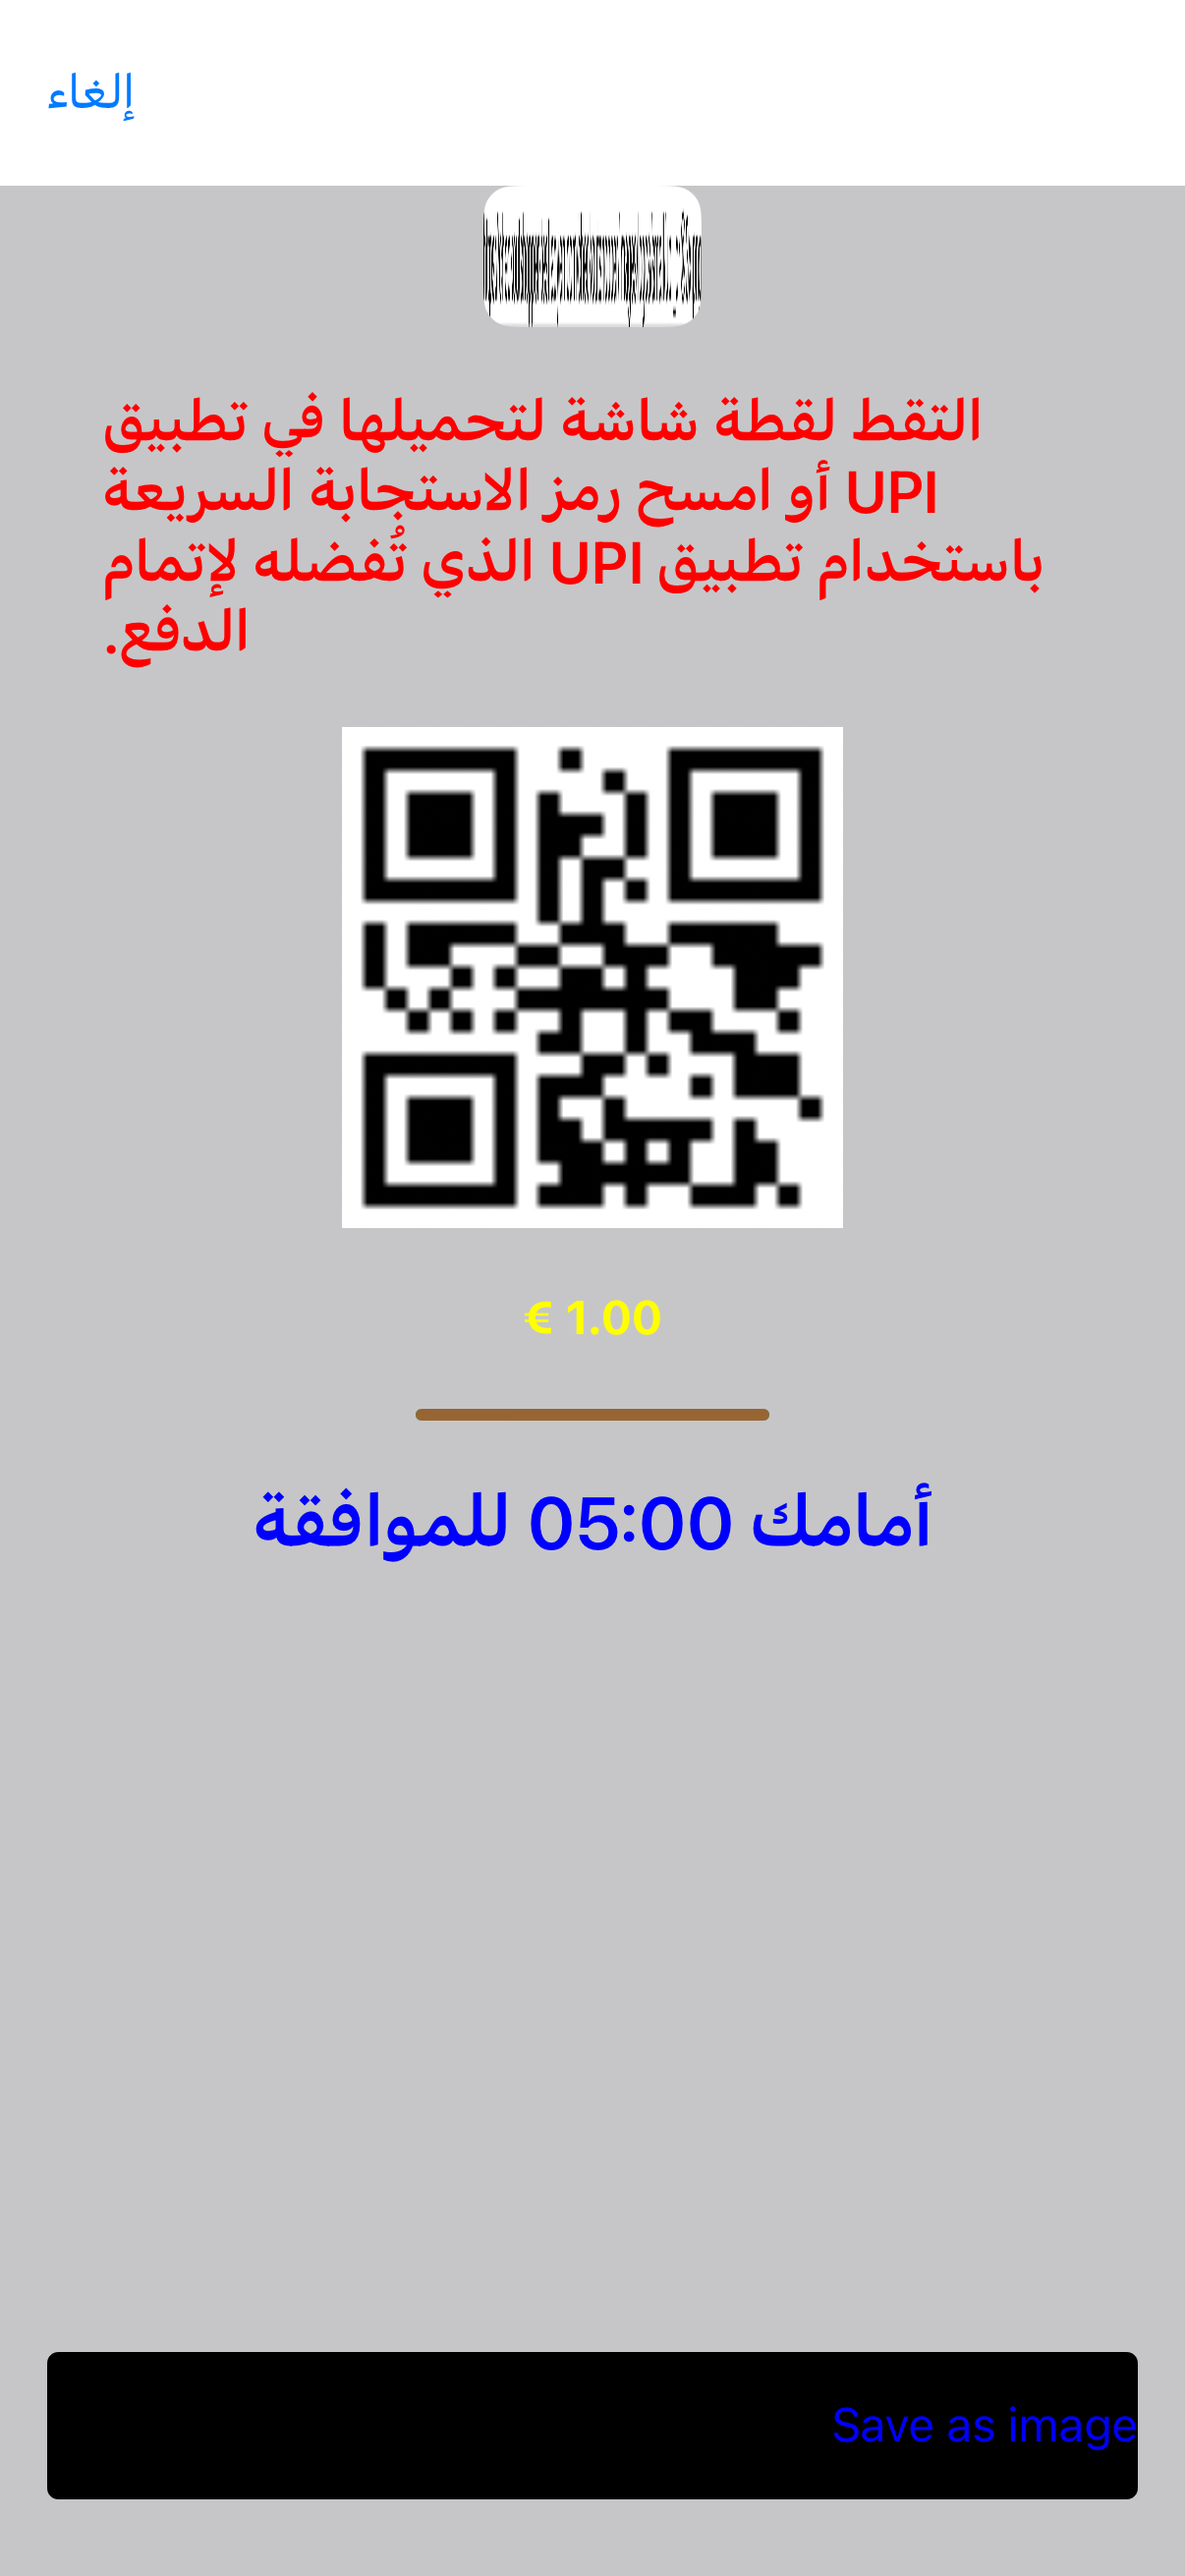 إلغاء
التقط لقطة شاشة لتحميلها في تطبيق
UPI أو امسح رمز الاستجابة السريعة
باستخدام تطبيق UPI الذي تُفضله لإتمام
الدفع.
€ 1.00
أمامك 05:00 للموافقة
Save as image